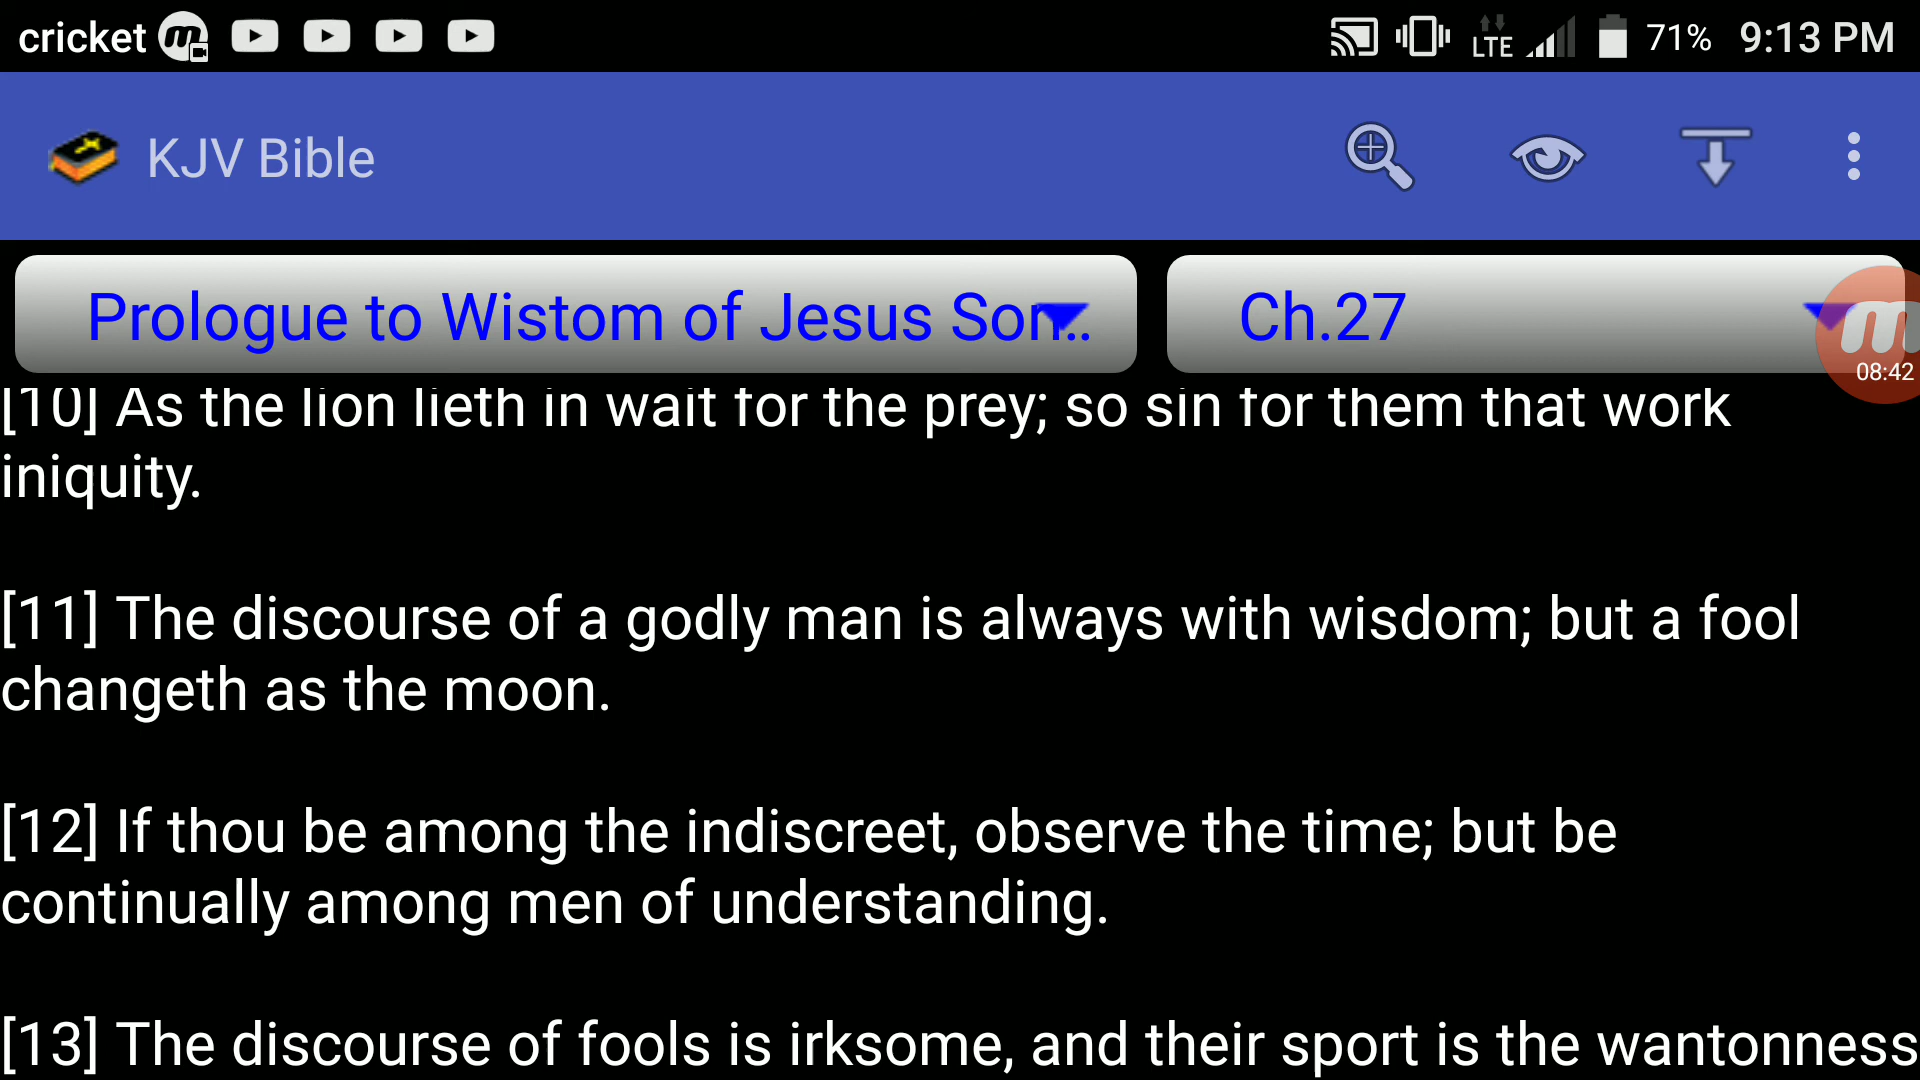 cricket
LTE 71% 9:13 PM
KJV Bible
Prologue to Wistom of Jesus Son..
Ch.27
08:42
[10] As the lion lieth in wait for the prey; so sin for them that work
iniquity.
[11] The discourse of a godly man is always with wisdom; but a fool
changeth as the moon.
[12] If thou be among the indiscreet, observe the time; but be
continually among men of understanding.
[13] The discourse of fools is irksome, and their sport is the wantonness